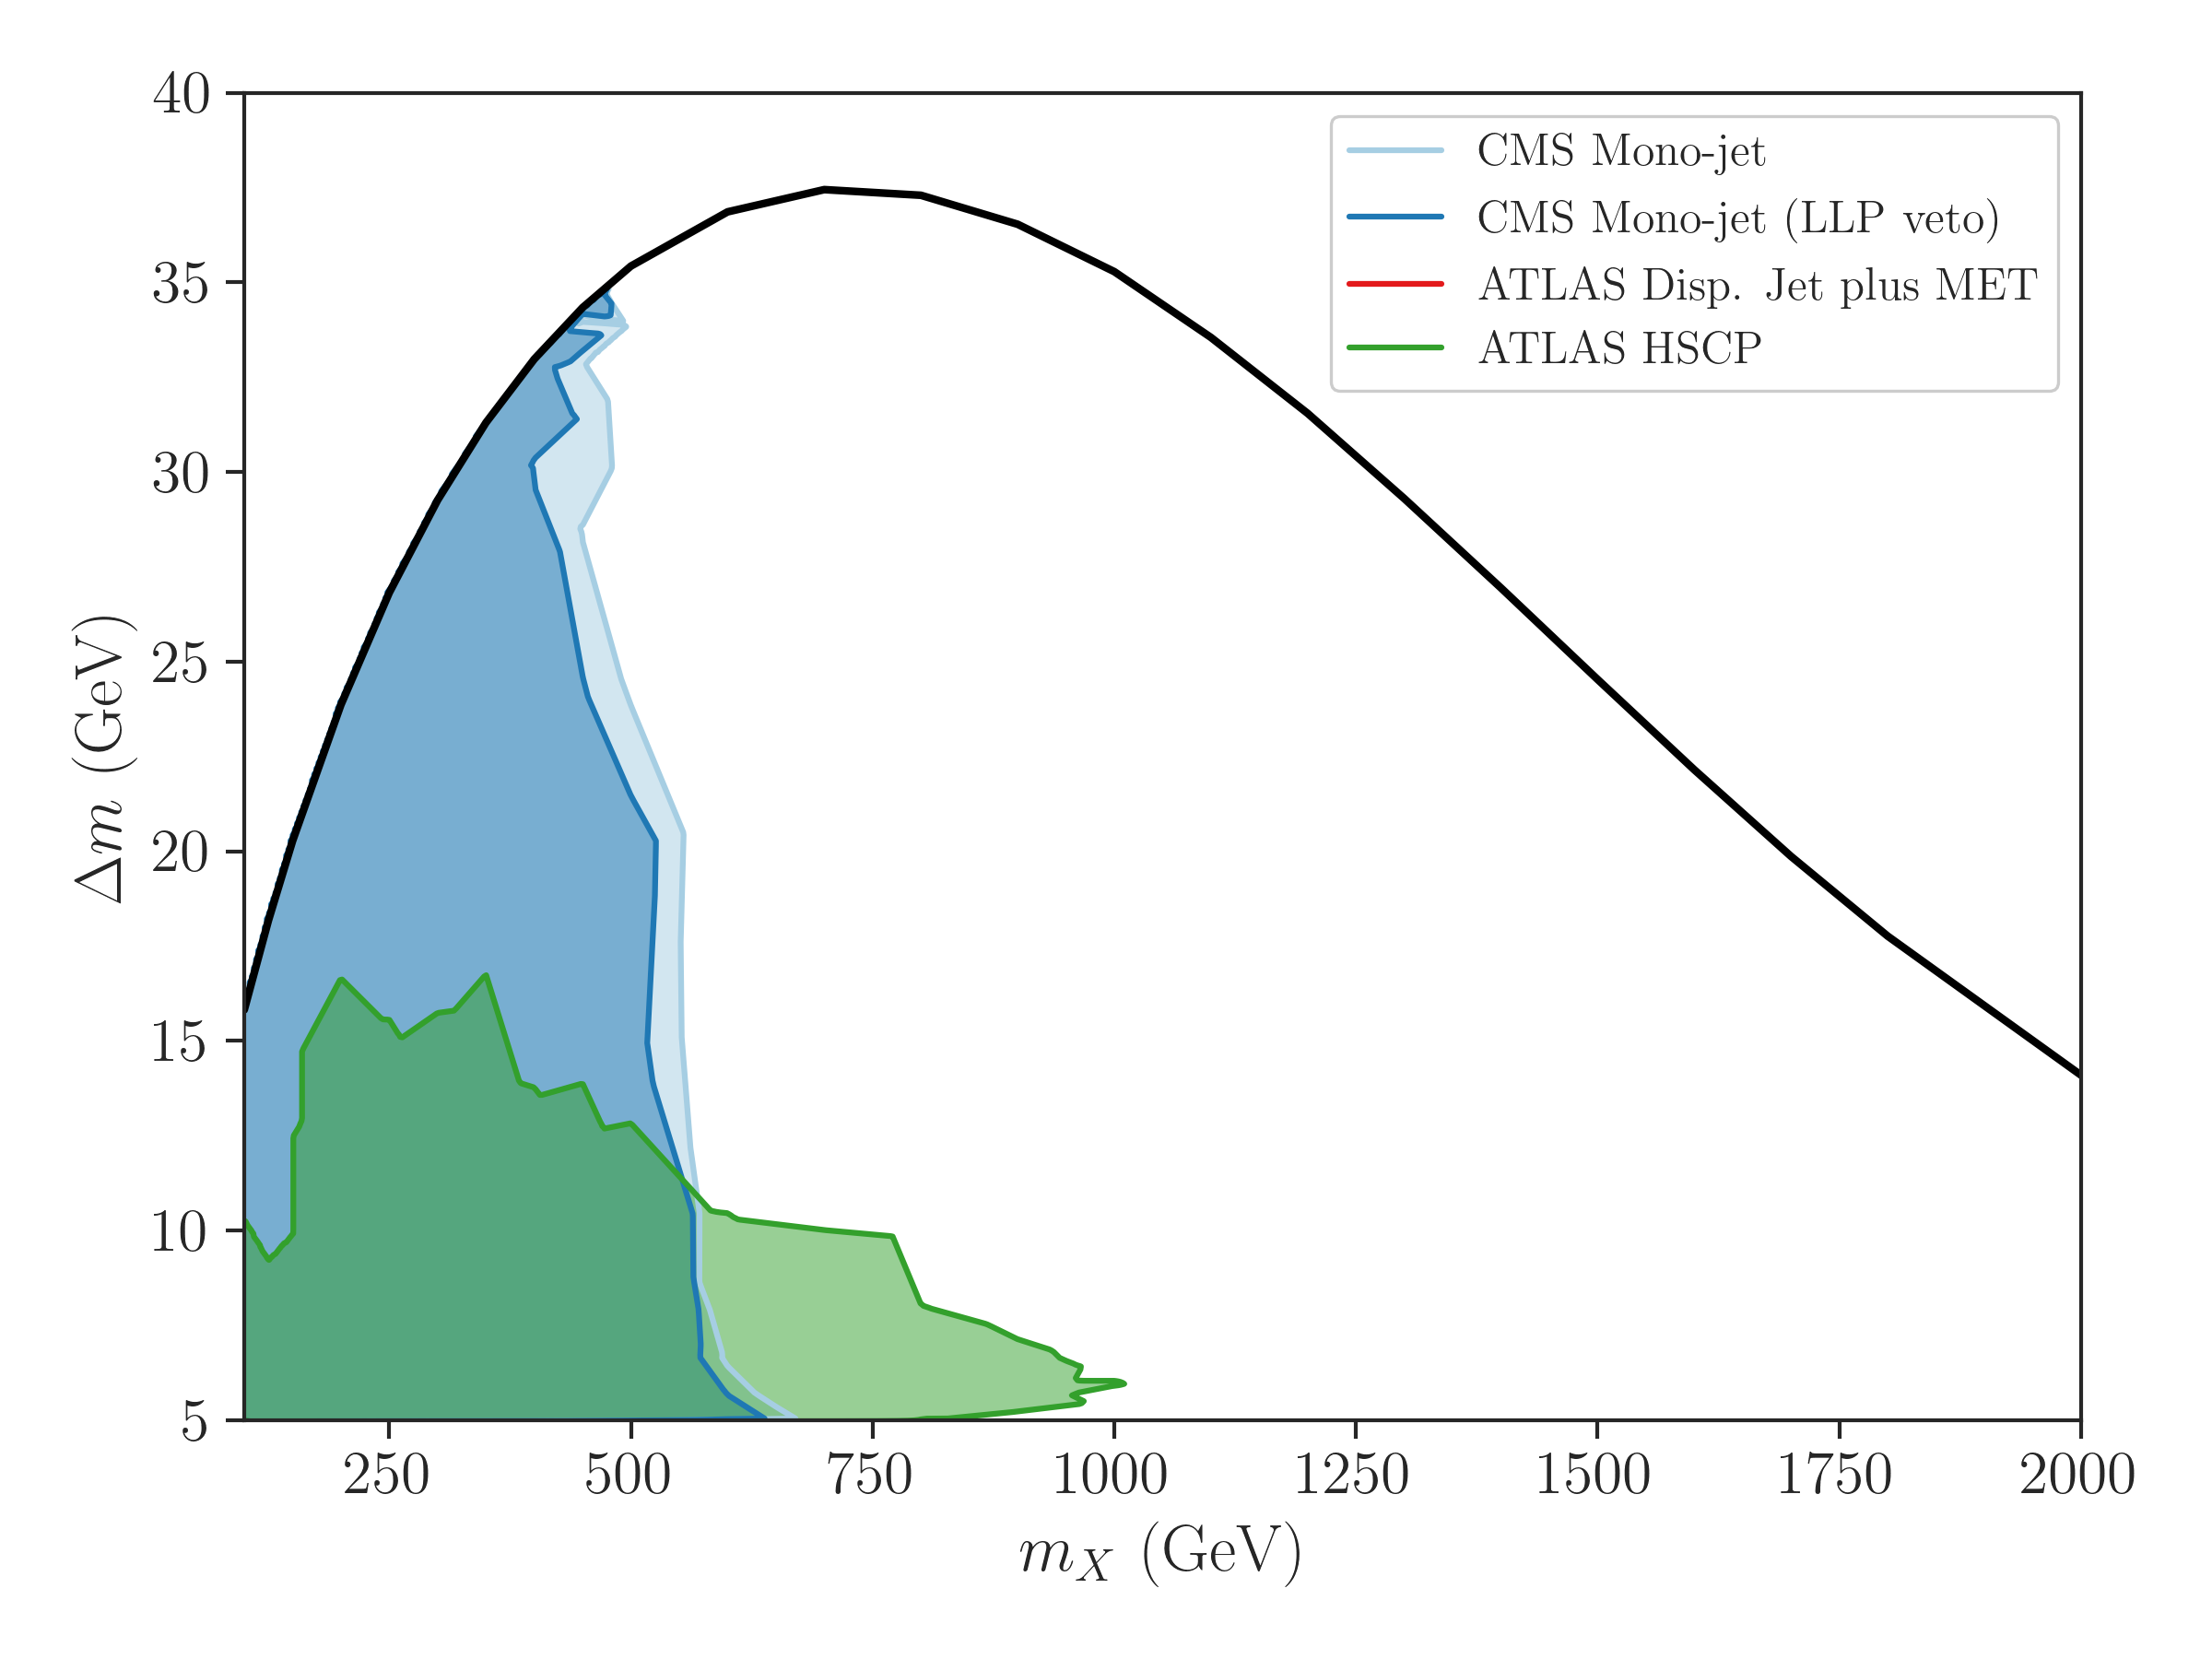 40
35
30
25
20
15
10
5
Δm (GeV)
CMS Mono-jet
CMS Mono-jet (LLP veto)
ATLAS Disp. Jet plus MET
ATLAS HSCP
250 500 750 1000 1250 1500 1750 2000
m_X (GeV)